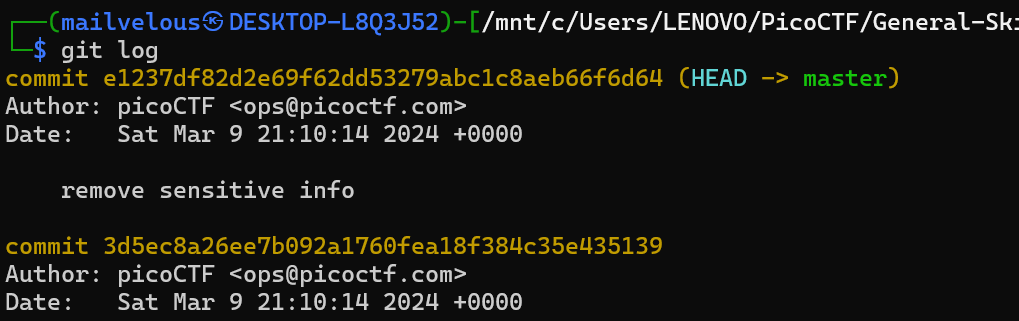 ┌──(mailvelous㉿DESKTOP-L8Q3J52)-[/mnt/c/Users/LENOVO/PicoCTF/General-Ski
└─$ git log
commit e1237df82d2e69f62dd53279abc1c8aeb66f6d64 (HEAD -> master)
Author: picoCTF <ops@picoctf.com>
Date:   Sat Mar 9 21:10:14 2024 +0000

    remove sensitive info

commit 3d5ec8a26ee7b092a1760fea18f384c35e435139
Author: picoCTF <ops@picoctf.com>
Date:   Sat Mar 9 21:10:14 2024 +0000